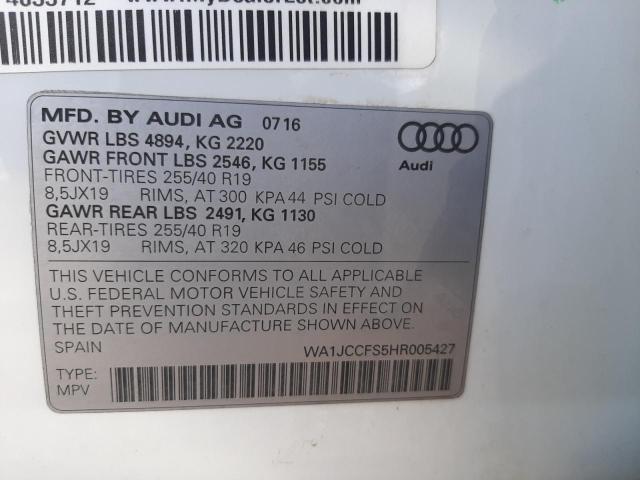 MFD. BY AUDI AG 07 16
GVWR LBS 4894, KG 2220
GAWR FRONT LBS 2546, KG 1155
FRONT-TIRES 255/40 R19
8,5JX19 RIMS, AT 300 KPA 44 PSI COLD
GAWR REAR LBS 2491, KG 1130
REAR-TIRES 255/40 R19
8,5JX19 RIMS, AT 320 KPA 46 PSI COLD
Audi
THIS VEHICLE CONFORMS TO ALL APPLICABLE
U.S. FEDERAL MOTOR VEHICLE SAFETY AND
THEFT PREVENTION STANDARDS IN EFFECT ON
THE DATE OF MANUFACTURE SHOWN ABOVE.
SPAIN WA1JCCFS5HR005427
TYPE:
MPV